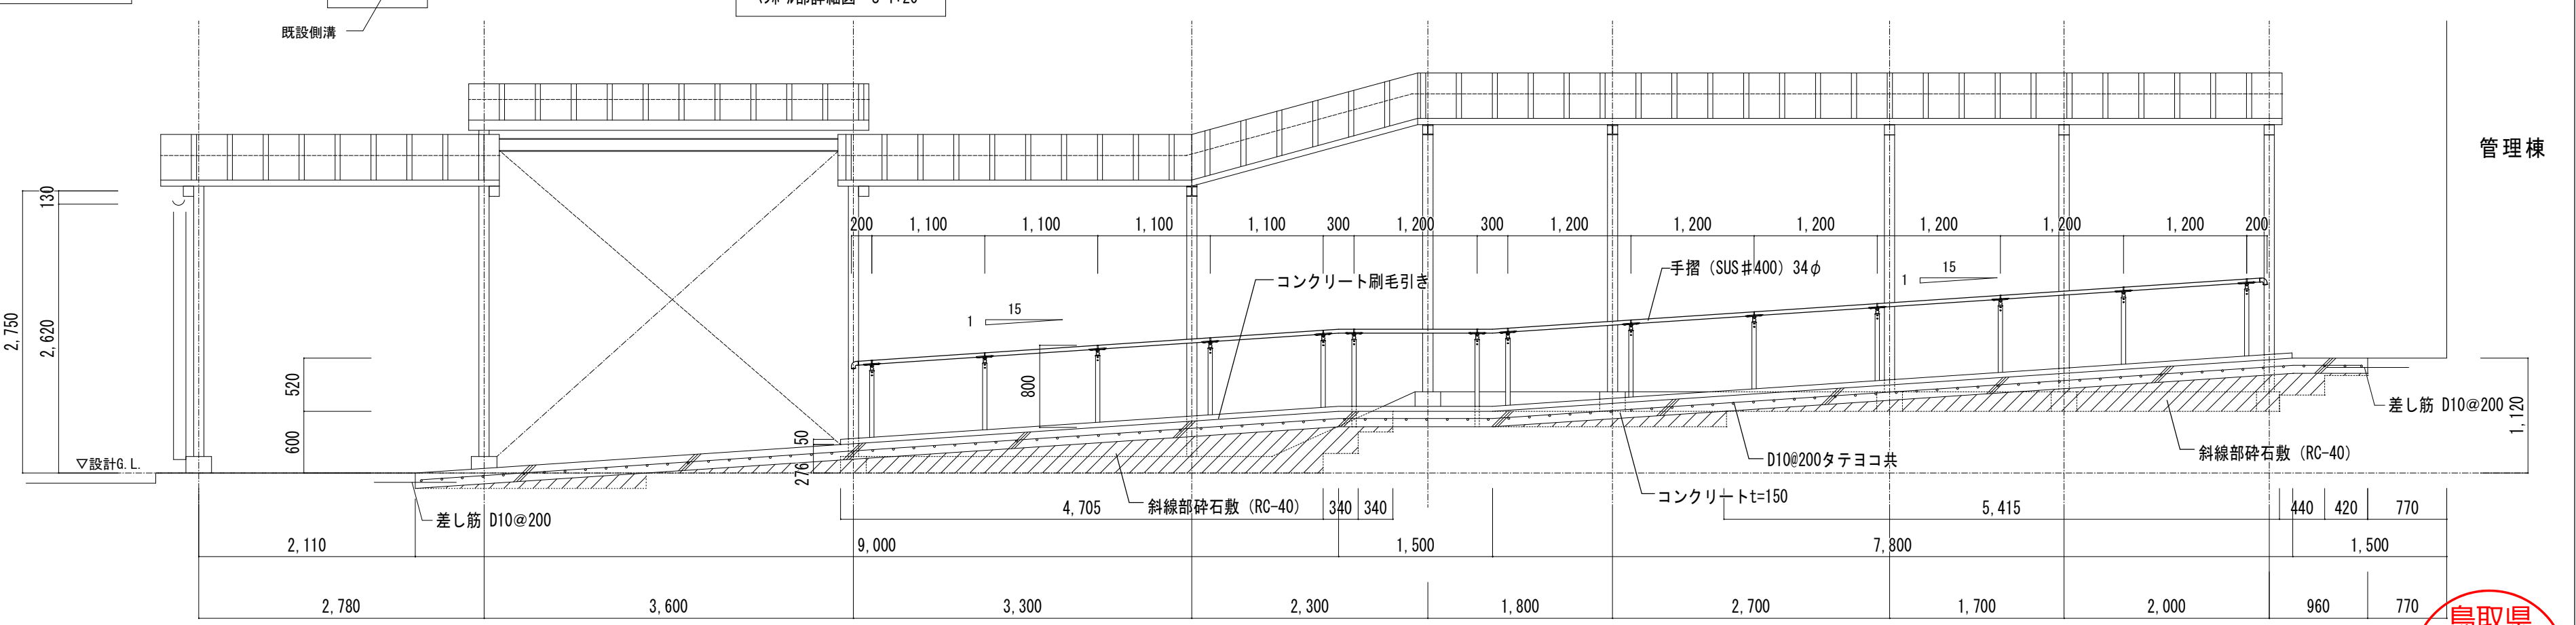 既設側溝
管理棟
130
2,750
2,620
520
600
▽設計G.L.
200 1,100 1,100 1,100 1,100 300 1,200 300 1,200 1,200 1,200 1,200 1,200 1,200 200
コンクリート刷毛引き
手摺(SUS#400)34φ
1 15
1 15
800
50
276
差し筋 D10@200
1,120
斜線部砕石敷(RC-40)
D10@200タテヨコ共
コンクリートt=150
斜線部砕石敷(RC-40)
差し筋 D10@200
4,705 340 340 5,415 440 420 770
2,110 9,000 1,500 7,800 1,500
2,780 3,600 3,300 2,300 1,800 2,700 1,700 2,000 960 770
鳥取県